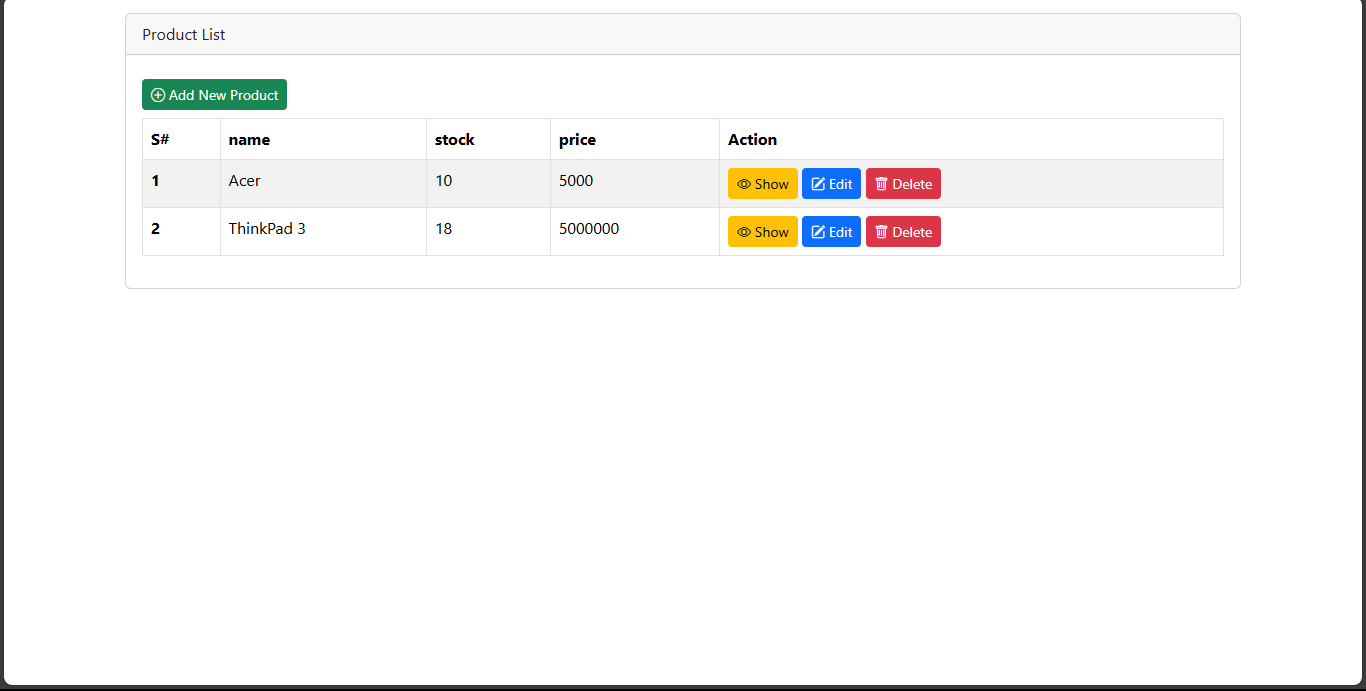 Product List
Add New Product
S# name stock price Action
1 Acer 10 5000 Show Edit Delete
2 ThinkPad 3 18 5000000 Show Edit Delete